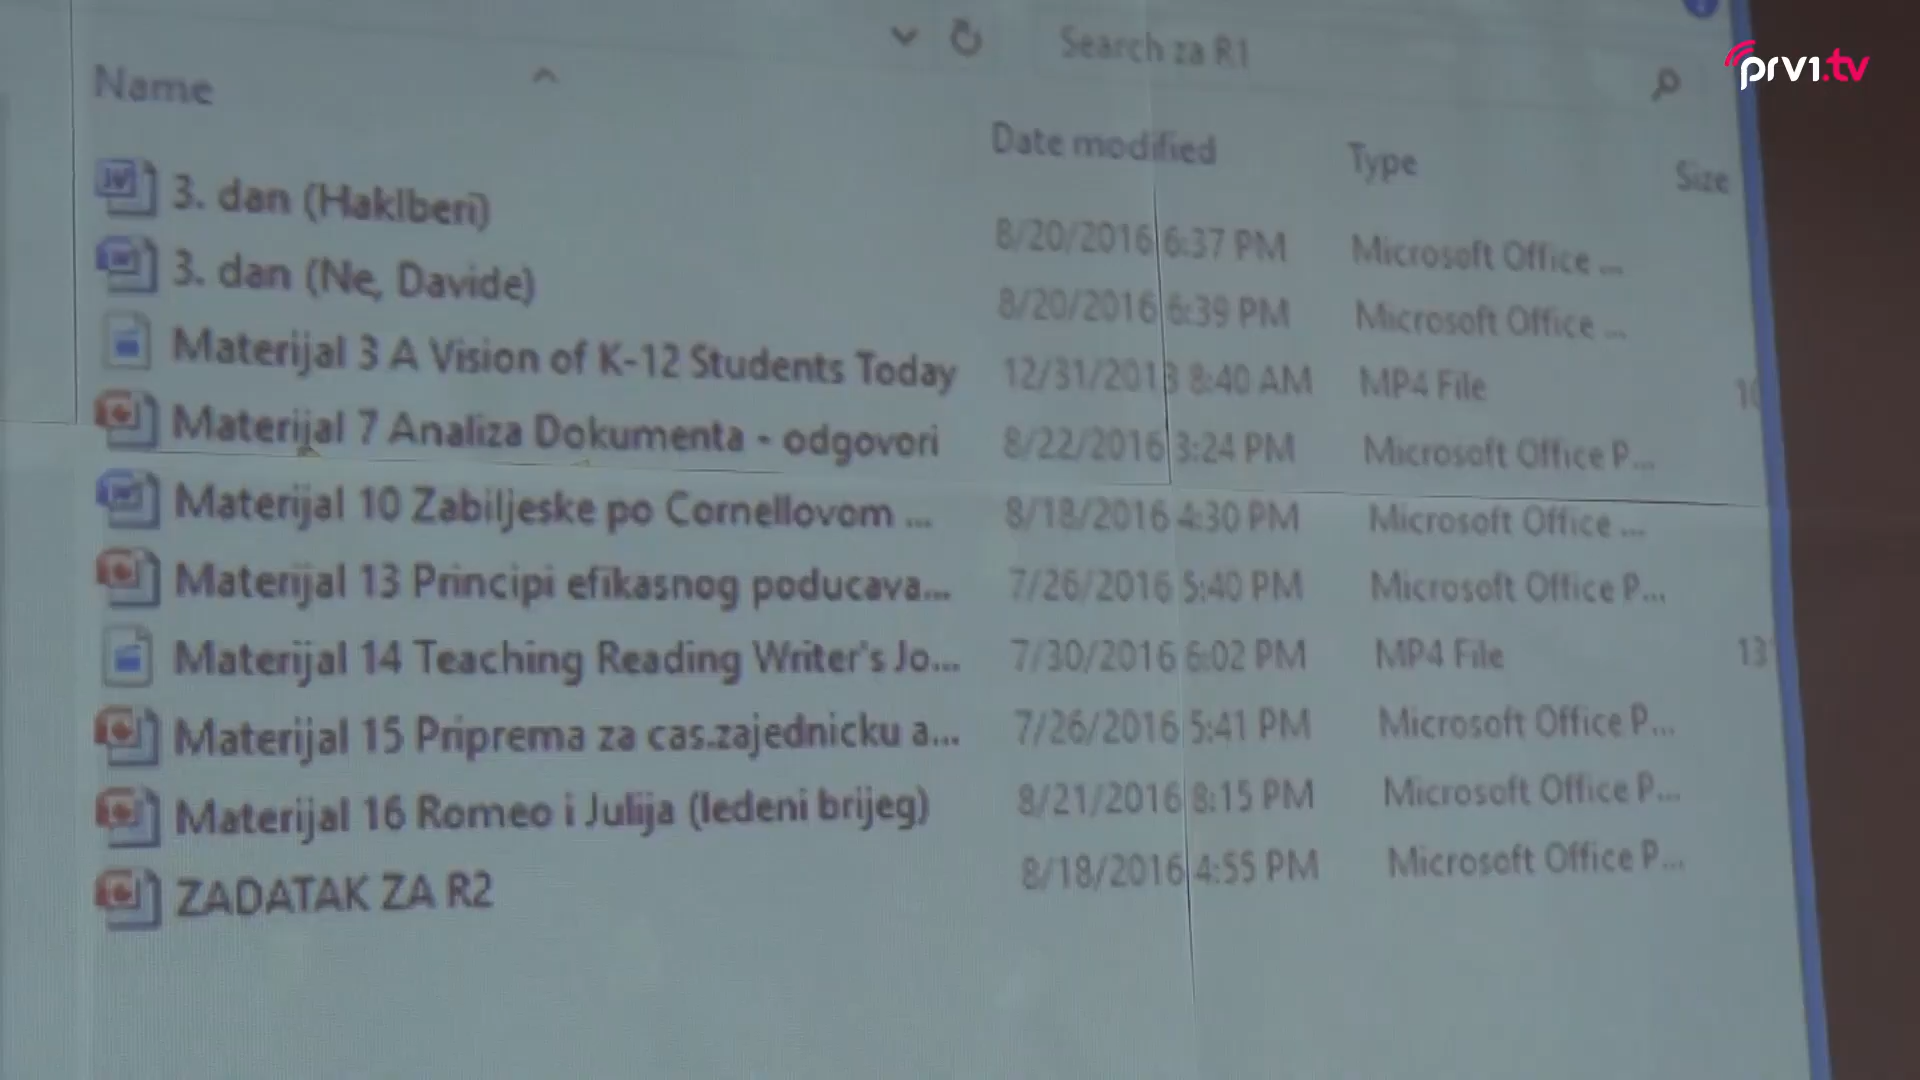 Search za R1
prv1.tv
Name Date modified Type Size
3. dan (Haklberi) 8/20/2016 6:37 PM Microsoft Office ...
3. dan (Ne, Davide) 8/20/2016 6:39 PM Microsoft Office ...
Materijal 3 A Vision of K-12 Students Today 12/31/2013 8:40 AM MP4 File
Materijal 7 Analiza Dokumenta - odgovori 8/22/2016 3:24 PM Microsoft Office P...
Materijal 10 Zabiljeske po Cornellovom ... 8/18/2016 4:30 PM Microsoft Office ...
Materijal 13 Principi efikasnog poducava... 7/26/2016 5:40 PM Microsoft Office P...
Materijal 14 Teaching Reading Writer's Jo... 7/30/2016 6:02 PM MP4 File
Materijal 15 Priprema za cas.zajednicku a... 7/26/2016 5:41 PM Microsoft Office P...
Materijal 16 Romeo i Julija (ledeni brijeg) 8/21/2016 8:15 PM Microsoft Office P...
ZADATAK ZA R2 8/18/2016 4:55 PM Microsoft Office P...